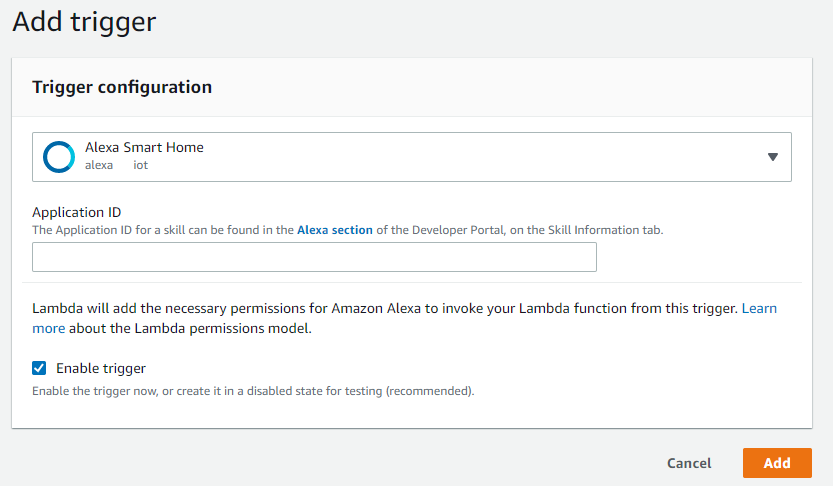 Add trigger
Trigger configuration
Alexa Smart Home
alexa iot
Application ID
The Application ID for a skill can be found in the Alexa section of the Developer Portal, on the Skill Information tab.
Lambda will add the necessary permissions for Amazon Alexa to invoke your Lambda function from this trigger. Learn
more about the Lambda permissions model.
Enable trigger
Enable the trigger now, or create it in a disabled state for testing (recommended).
Cancel Add